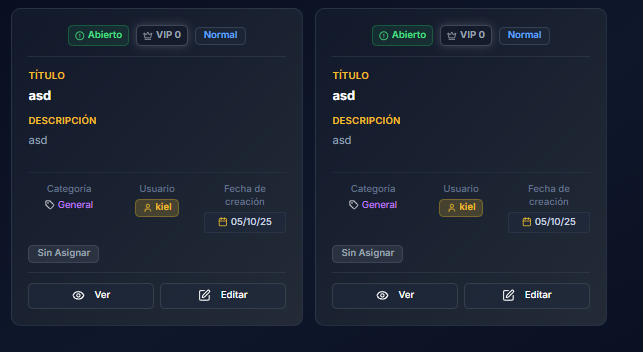 Abierto VIP 0 Normal
TÍTULO
asd
DESCRIPCIÓN
asd
Categoría Usuario Fecha de
creación
General kiel
05/10/25
Sin Asignar
Ver Editar
Abierto VIP 0 Normal
TÍTULO
asd
DESCRIPCIÓN
asd
Categoría Usuario Fecha de
creación
General kiel
05/10/25
Sin Asignar
Ver Editar